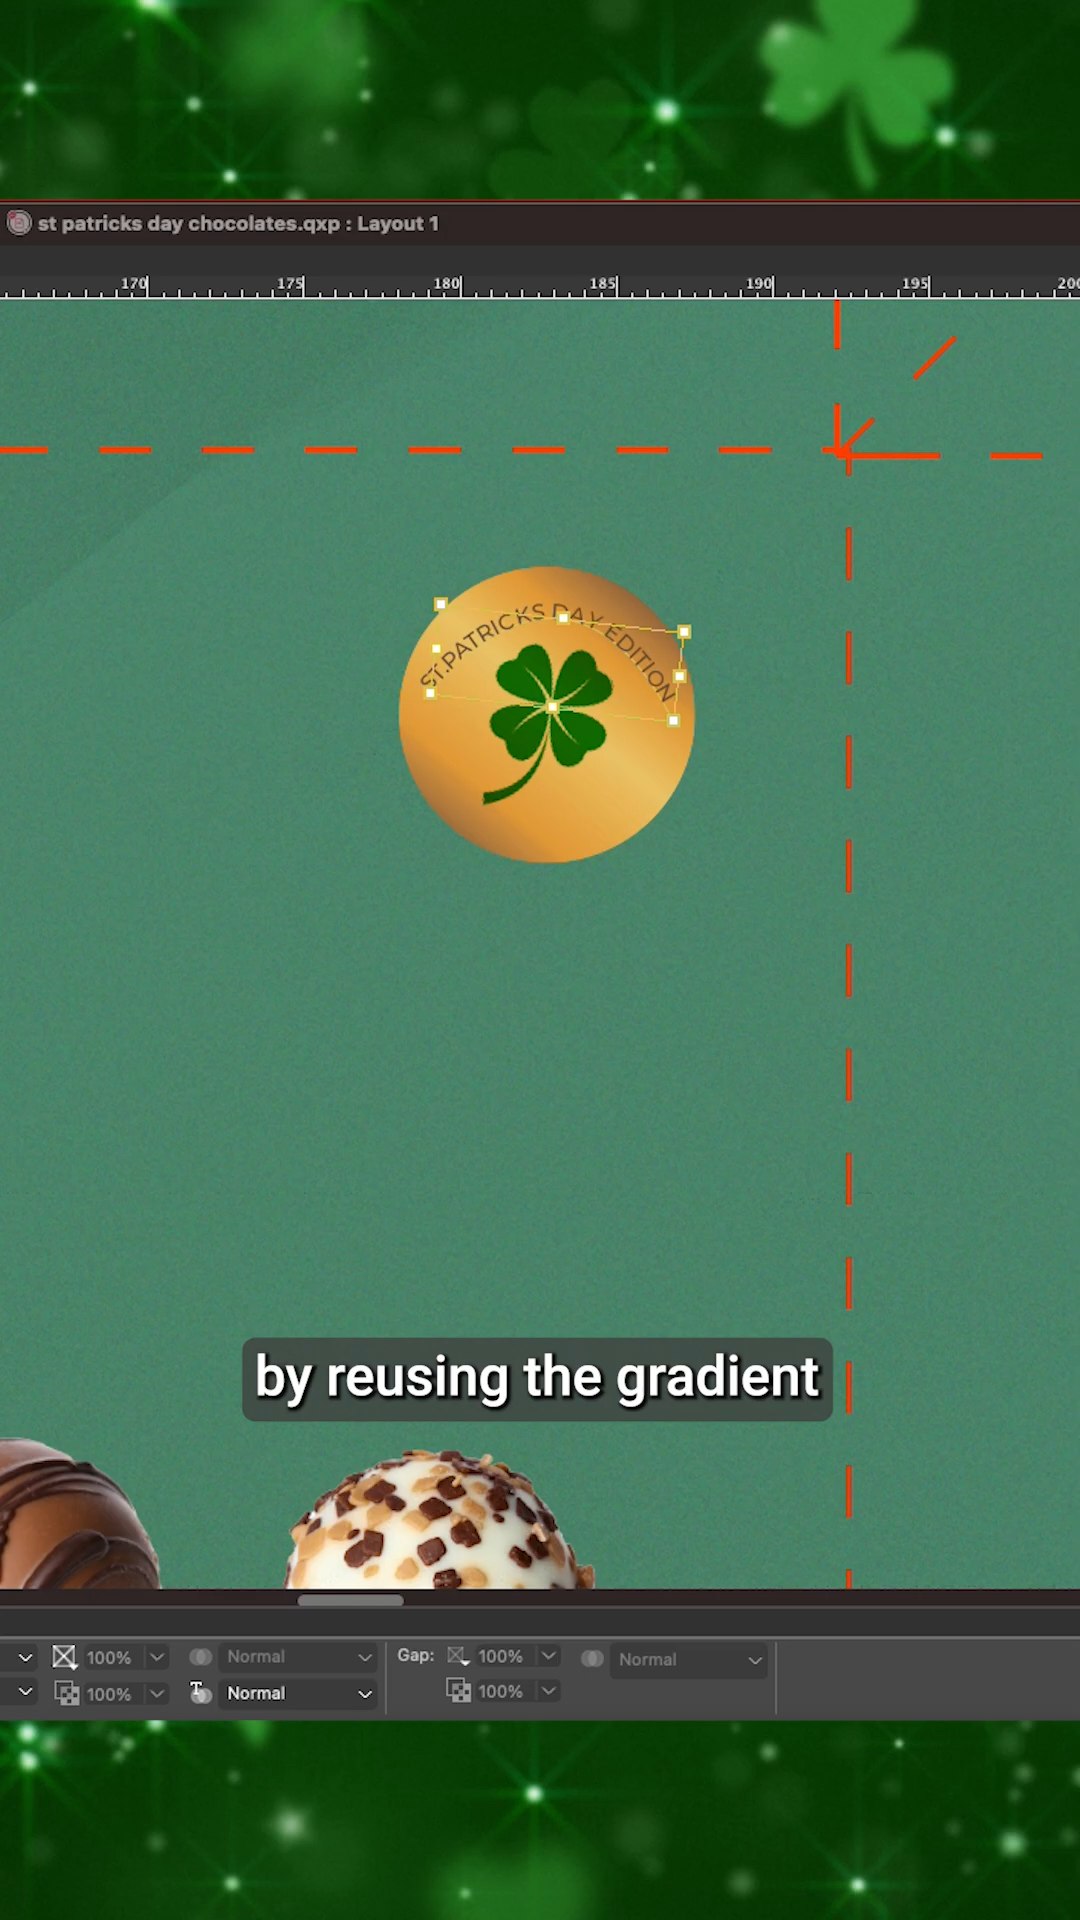 st patricks day chocolates.qxp : Layout 1
170 175 180 185 190 195 200
ST.PATRICKS DAY EDITION
by reusing the gradient
100% Normal Gap: 100% Normal
100% Normal 100%